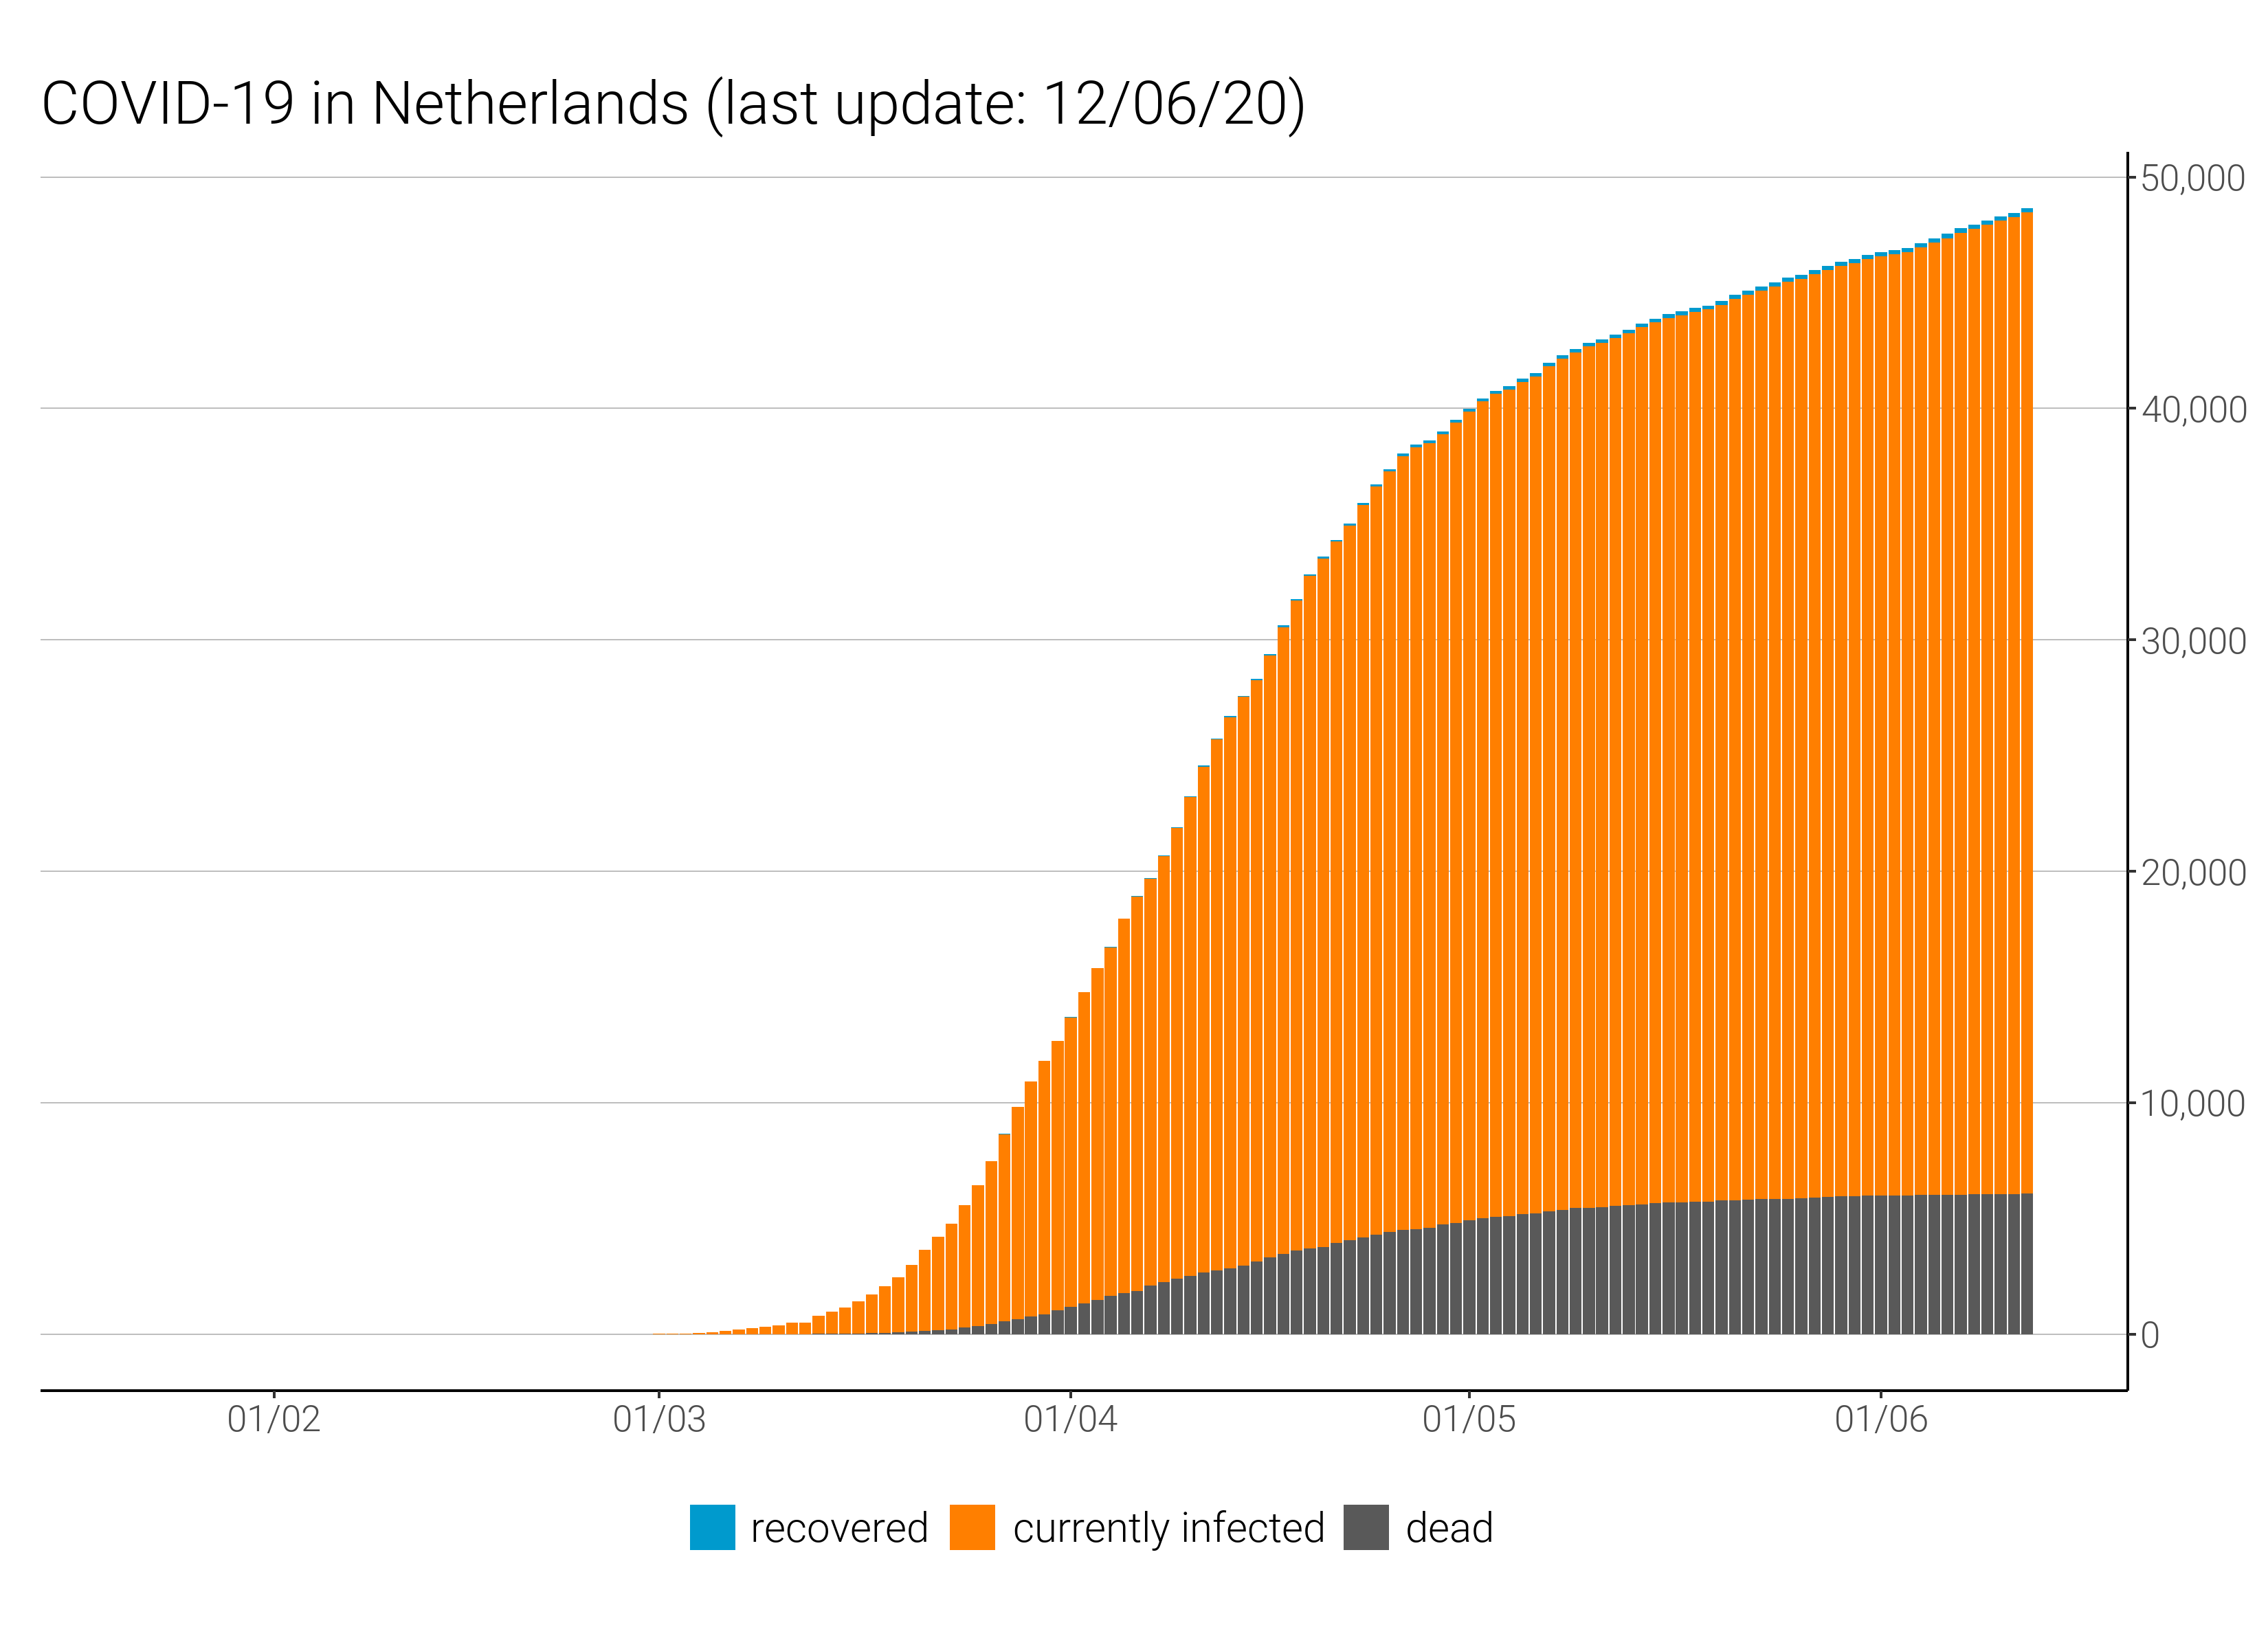 COVID-19 in Netherlands (last update: 12/06/20)
50,000
40,000
30,000
20,000
10,000
0
01/02 01/03 01/04 01/05 01/06
recovered currently infected dead